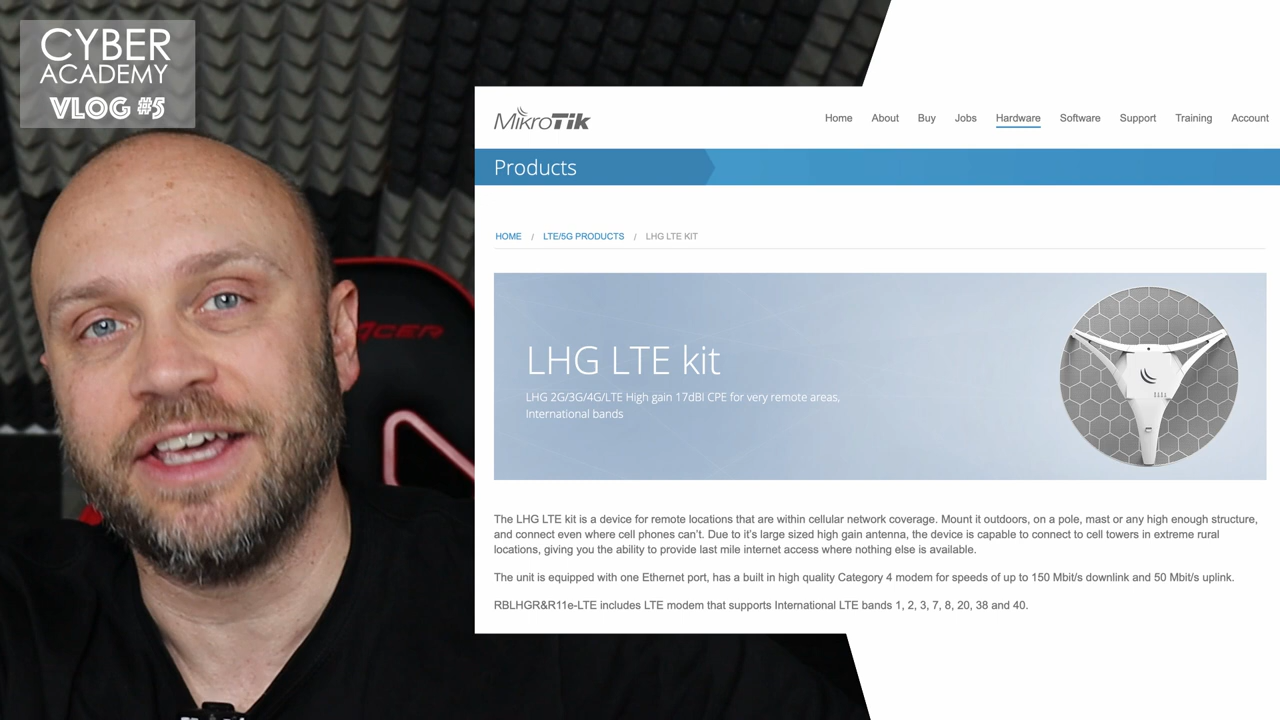 CYBER
ACADEMY
VLOG #5
ACER
MikroTik
Home About Buy Jobs Hardware Software Support Training Account
Products
HOME / LTE/5G PRODUCTS / LHG LTE KIT
LHG LTE kit
LHG 2G/3G/4G/LTE High gain 17dBI CPE for very remote areas,
International bands
The LHG LTE kit is a device for remote locations that are within cellular network coverage. Mount it outdoors, on a pole, mast or any high enough structure,
and connect even where cell phones can't. Due to it's large sized high gain antenna, the device is capable to connect to cell towers in extreme rural
locations, giving you the ability to provide last mile internet access where nothing else is available.
The unit is equipped with one Ethernet port, has a built in high quality Category 4 modem for speeds of up to 150 Mbit/s downlink and 50 Mbit/s uplink.
RBLHGR&R11e-LTE includes LTE modem that supports International LTE bands 1, 2, 3, 7, 8, 20, 38 and 40.